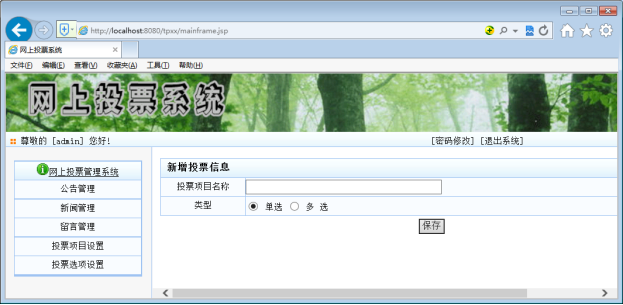 http://localhost:8080/tpxx/mainframe.jsp
网上投票系统
文件(F) 编辑(E) 查看(V) 收藏夹(A) 工具(T) 帮助(H)
网上投票系统
尊敬的 [admin] 您好! [密码修改] [退出系统]
网上投票管理系统
公告管理
新闻管理
留言管理
投票项目设置
投票选项设置
新增投票信息
投票项目名称
类型 单选 多 选
保存